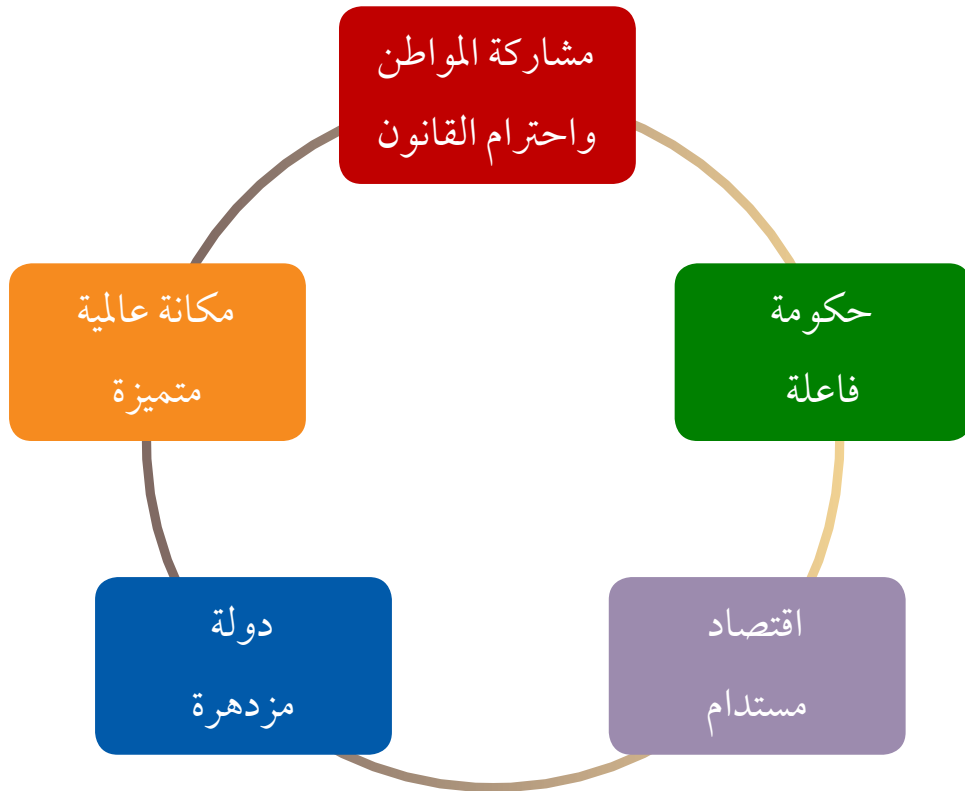 مشاركة المواطن
واحترام القانون
حكومة
فاعلة
اقتصاد
مستدام
دولة
مزدهرة
مكانة عالمية
متميزة